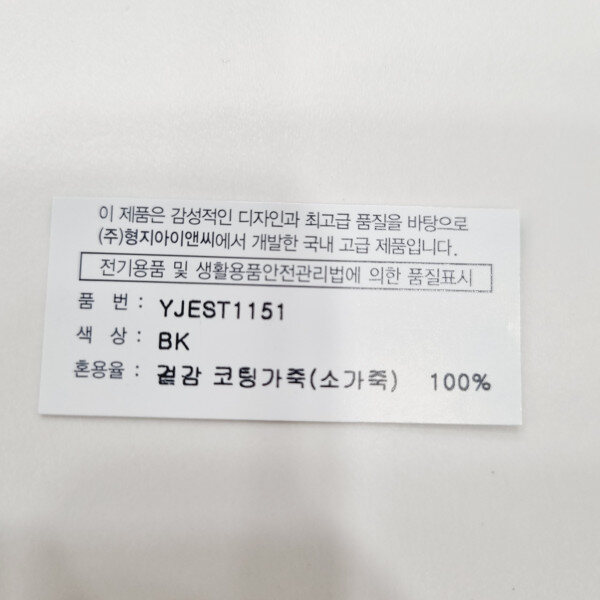 이 제품은 감성적인 디자인과 최고급 품질을 바탕으로
(주)형지아이앤씨에서 개발한 국내 고급 제품입니다.
전기용품 및 생활용품안전관리법에 의한 품질표시
품 번 : YJEST1151
색 상 : BK
혼용율 : 겉감 코팅가죽(소가죽) 100%